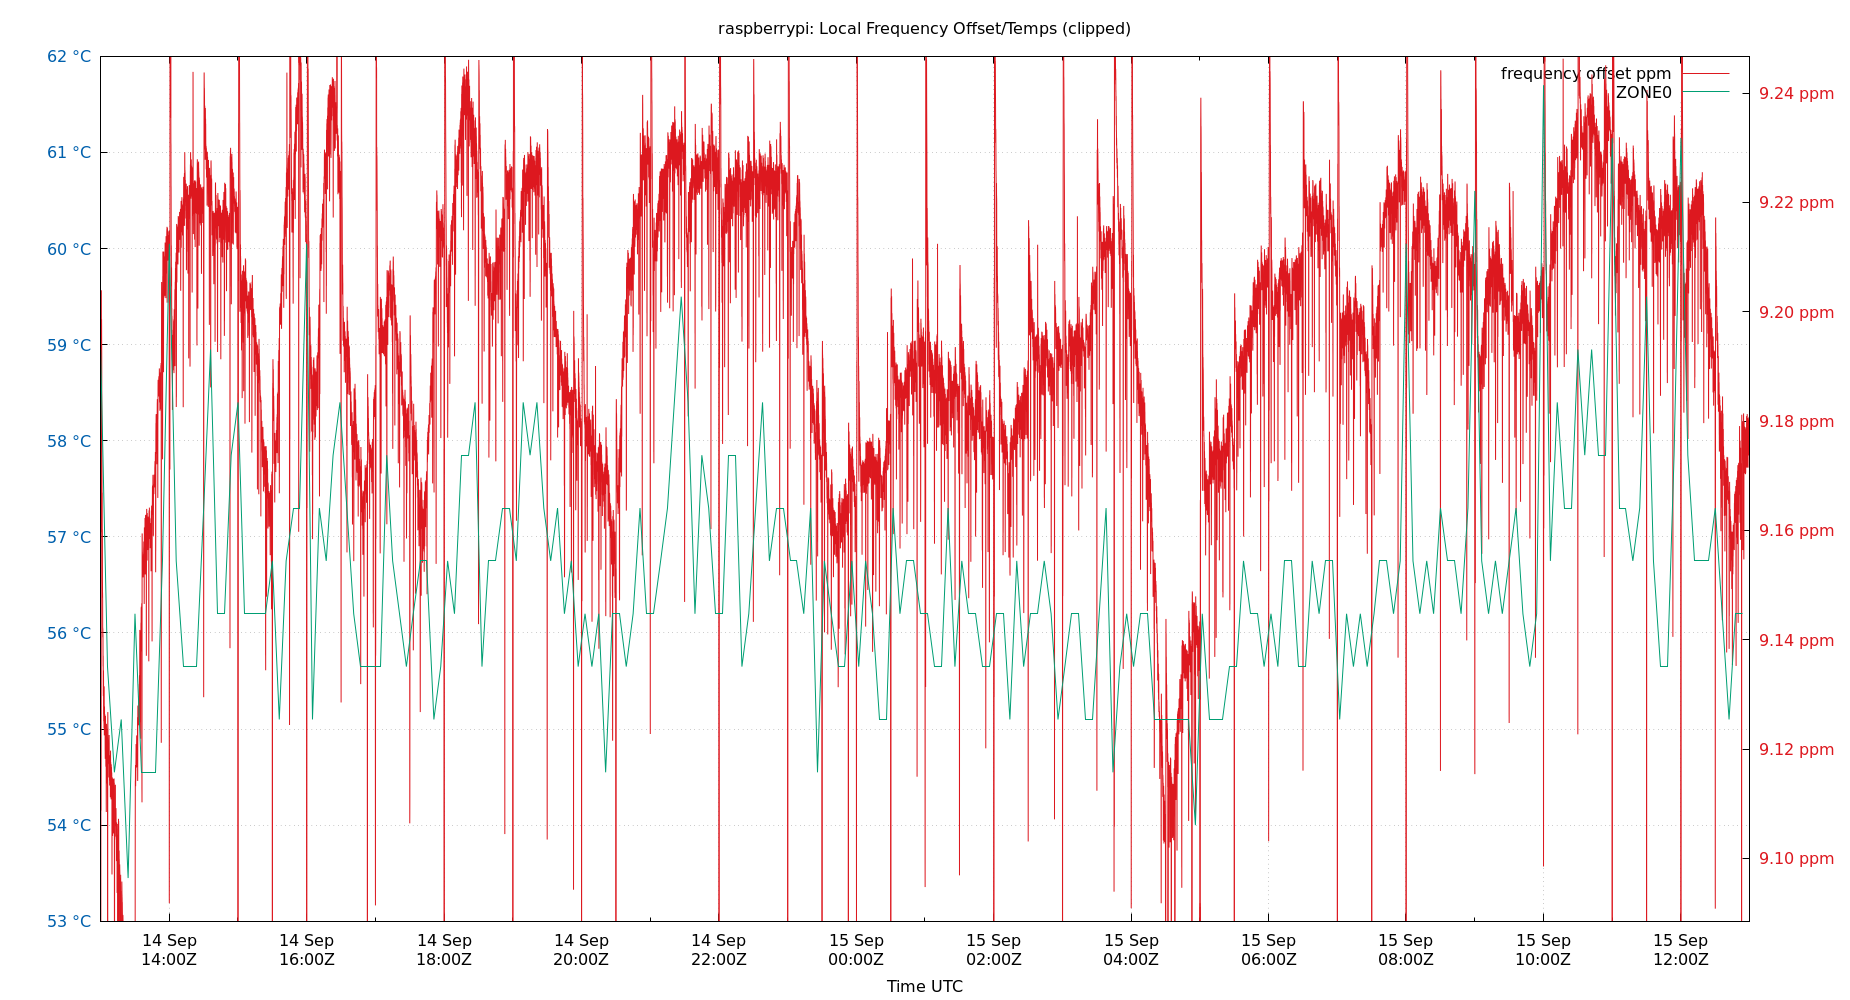 raspberrypi: Local Frequency Offset/Temps (clipped)
62 °C
61 °C
60 °C
59 °C
58 °C
57 °C
56 °C
55 °C
54 °C
53 °C
frequency offset ppm
ZONE0
9.24 ppm
9.22 ppm
9.20 ppm
9.18 ppm
9.16 ppm
9.14 ppm
9.12 ppm
9.10 ppm
14 Sep 14 Sep 14 Sep 14 Sep 14 Sep 15 Sep 15 Sep 15 Sep 15 Sep 15 Sep 15 Sep 15 Sep
14:00Z 16:00Z 18:00Z 20:00Z 22:00Z 00:00Z 02:00Z 04:00Z 06:00Z 08:00Z 10:00Z 12:00Z
Time UTC